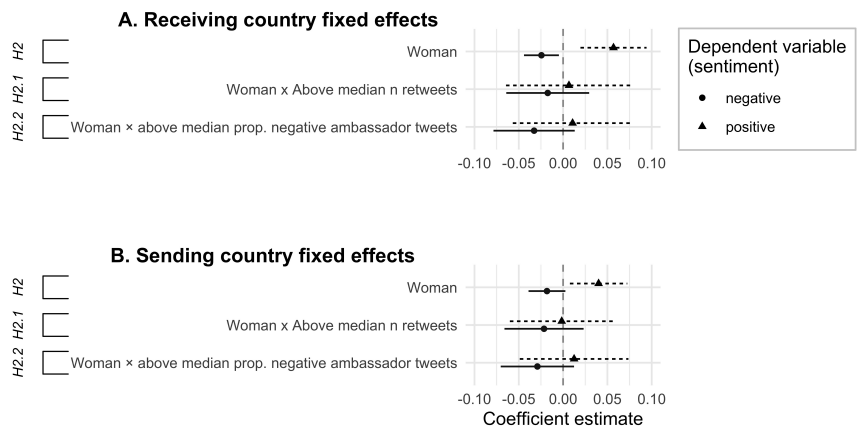 A. Receiving country fixed effects
H2
Woman
H2.1
Woman x Above median n retweets
H2.2
Woman × above median prop. negative ambassador tweets
-0.10 -0.05 0.00 0.05 0.10
Dependent variable
(sentiment)
negative
positive
B. Sending country fixed effects
H2
Woman
H2.1
Woman x Above median n retweets
H2.2
Woman × above median prop. negative ambassador tweets
-0.10 -0.05 0.00 0.05 0.10
Coefficient estimate